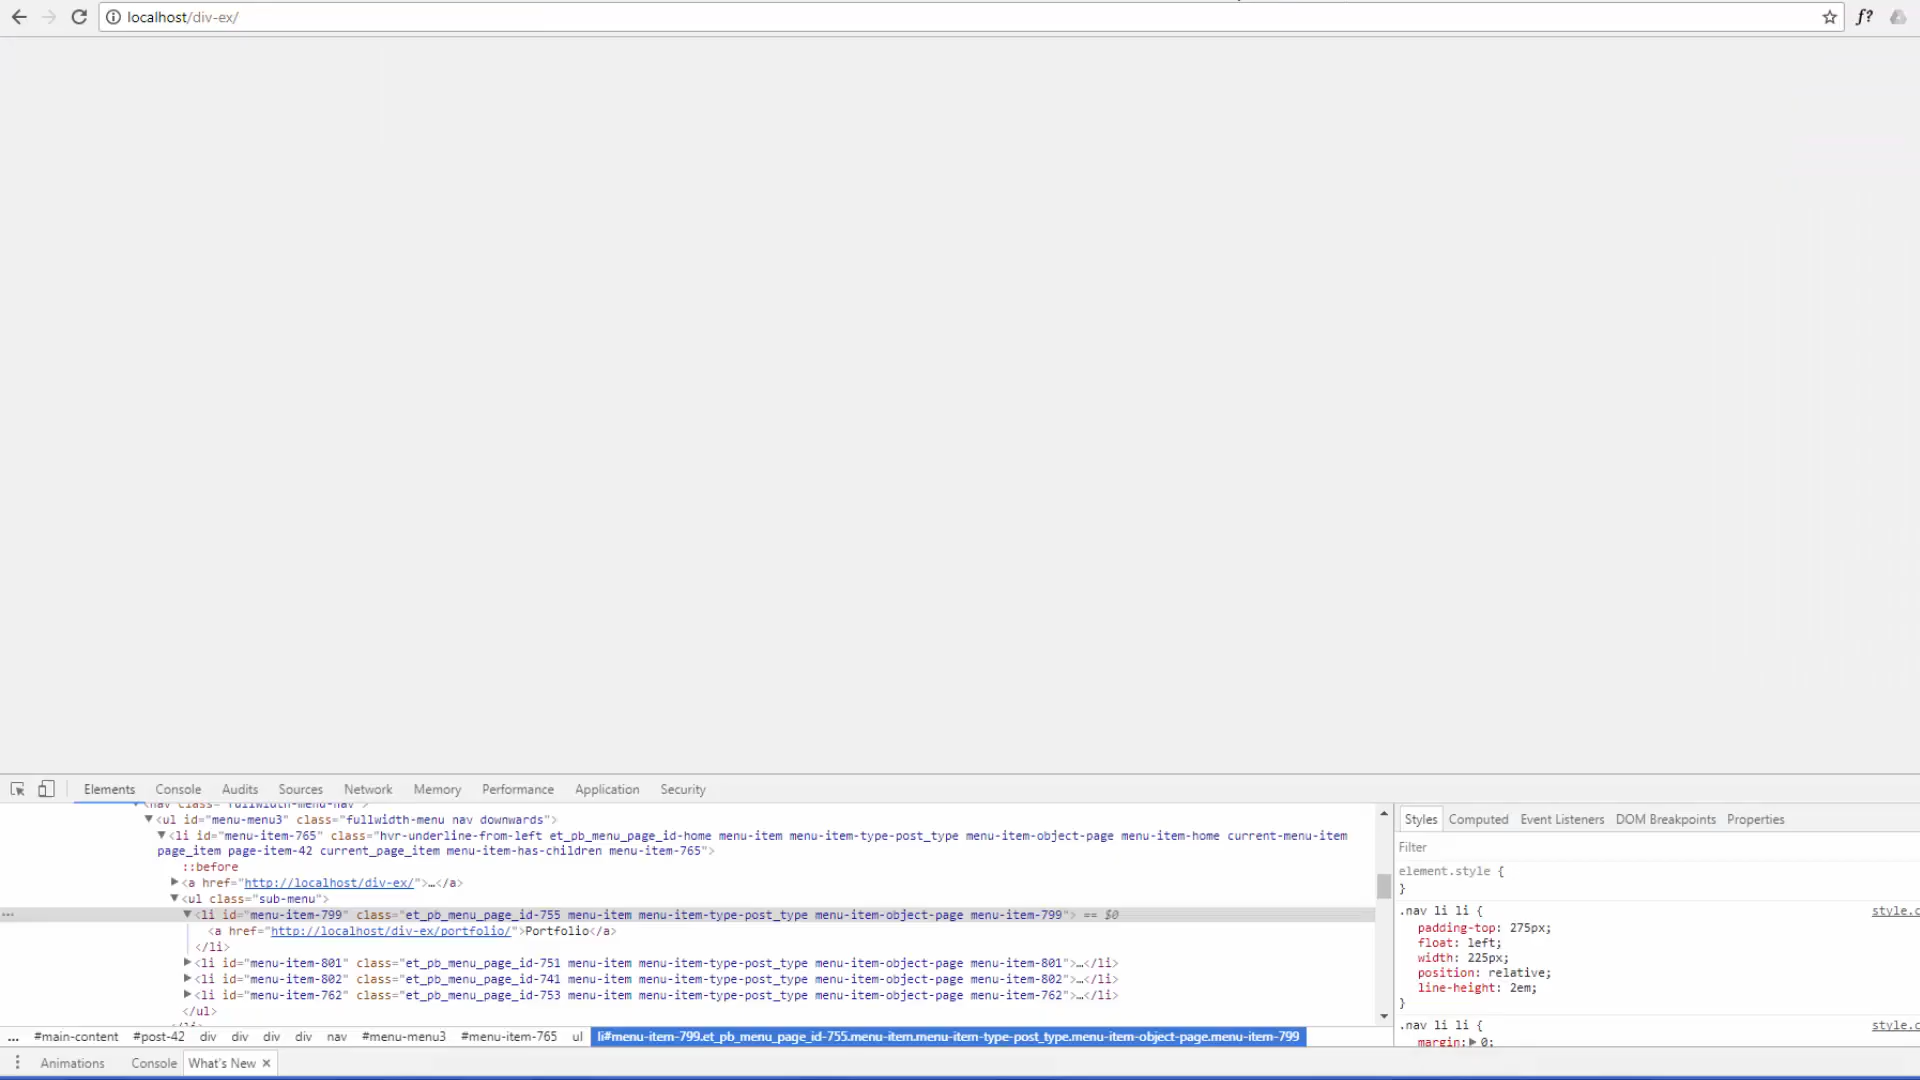 localhost/div-ex/
f?
Elements Console Audits Sources Network Memory Performance Application Security
<nav class="fullwidth-menu-nav">
▼<ul id="menu-menu3" class="fullwidth-menu nav downwards">
▼<li id="menu-item-765" class="hvr-underline-from-left et_pb_menu_page_id-home menu-item menu-item-type-post_type menu-item-object-page menu-item-home current-menu-item
page_item page-item-42 current_page_item menu-item-has-children menu-item-765">
::before
▶<a href="http://localhost/div-ex/">…</a>
▼<ul class="sub-menu">
… ▼<li id="menu-item-799" class="et_pb_menu_page_id-755 menu-item menu-item-type-post_type menu-item-object-page menu-item-799"> == $0
<a href="http://localhost/div-ex/portfolio/">Portfolio</a>
</li>
▶<li id="menu-item-801" class="et_pb_menu_page_id-751 menu-item menu-item-type-post_type menu-item-object-page menu-item-801">…</li>
▶<li id="menu-item-802" class="et_pb_menu_page_id-741 menu-item menu-item-type-post_type menu-item-object-page menu-item-802">…</li>
▶<li id="menu-item-762" class="et_pb_menu_page_id-753 menu-item menu-item-type-post_type menu-item-object-page menu-item-762">…</li>
</ul>
</li>
... #main-content #post-42 div div div div nav #menu-menu3 #menu-item-765 ul li#menu-item-799.et_pb_menu_page_id-755.menu-item.menu-item-type-post_type.menu-item-object-page.menu-item-799
Styles Computed Event Listeners DOM Breakpoints Properties
Filter
element.style {
}
.nav li li { style.c
padding-top: 275px;
float: left;
width: 225px;
position: relative;
line-height: 2em;
}
.nav li li { style.c
margin:▶ 0;
Animations Console What's New ×